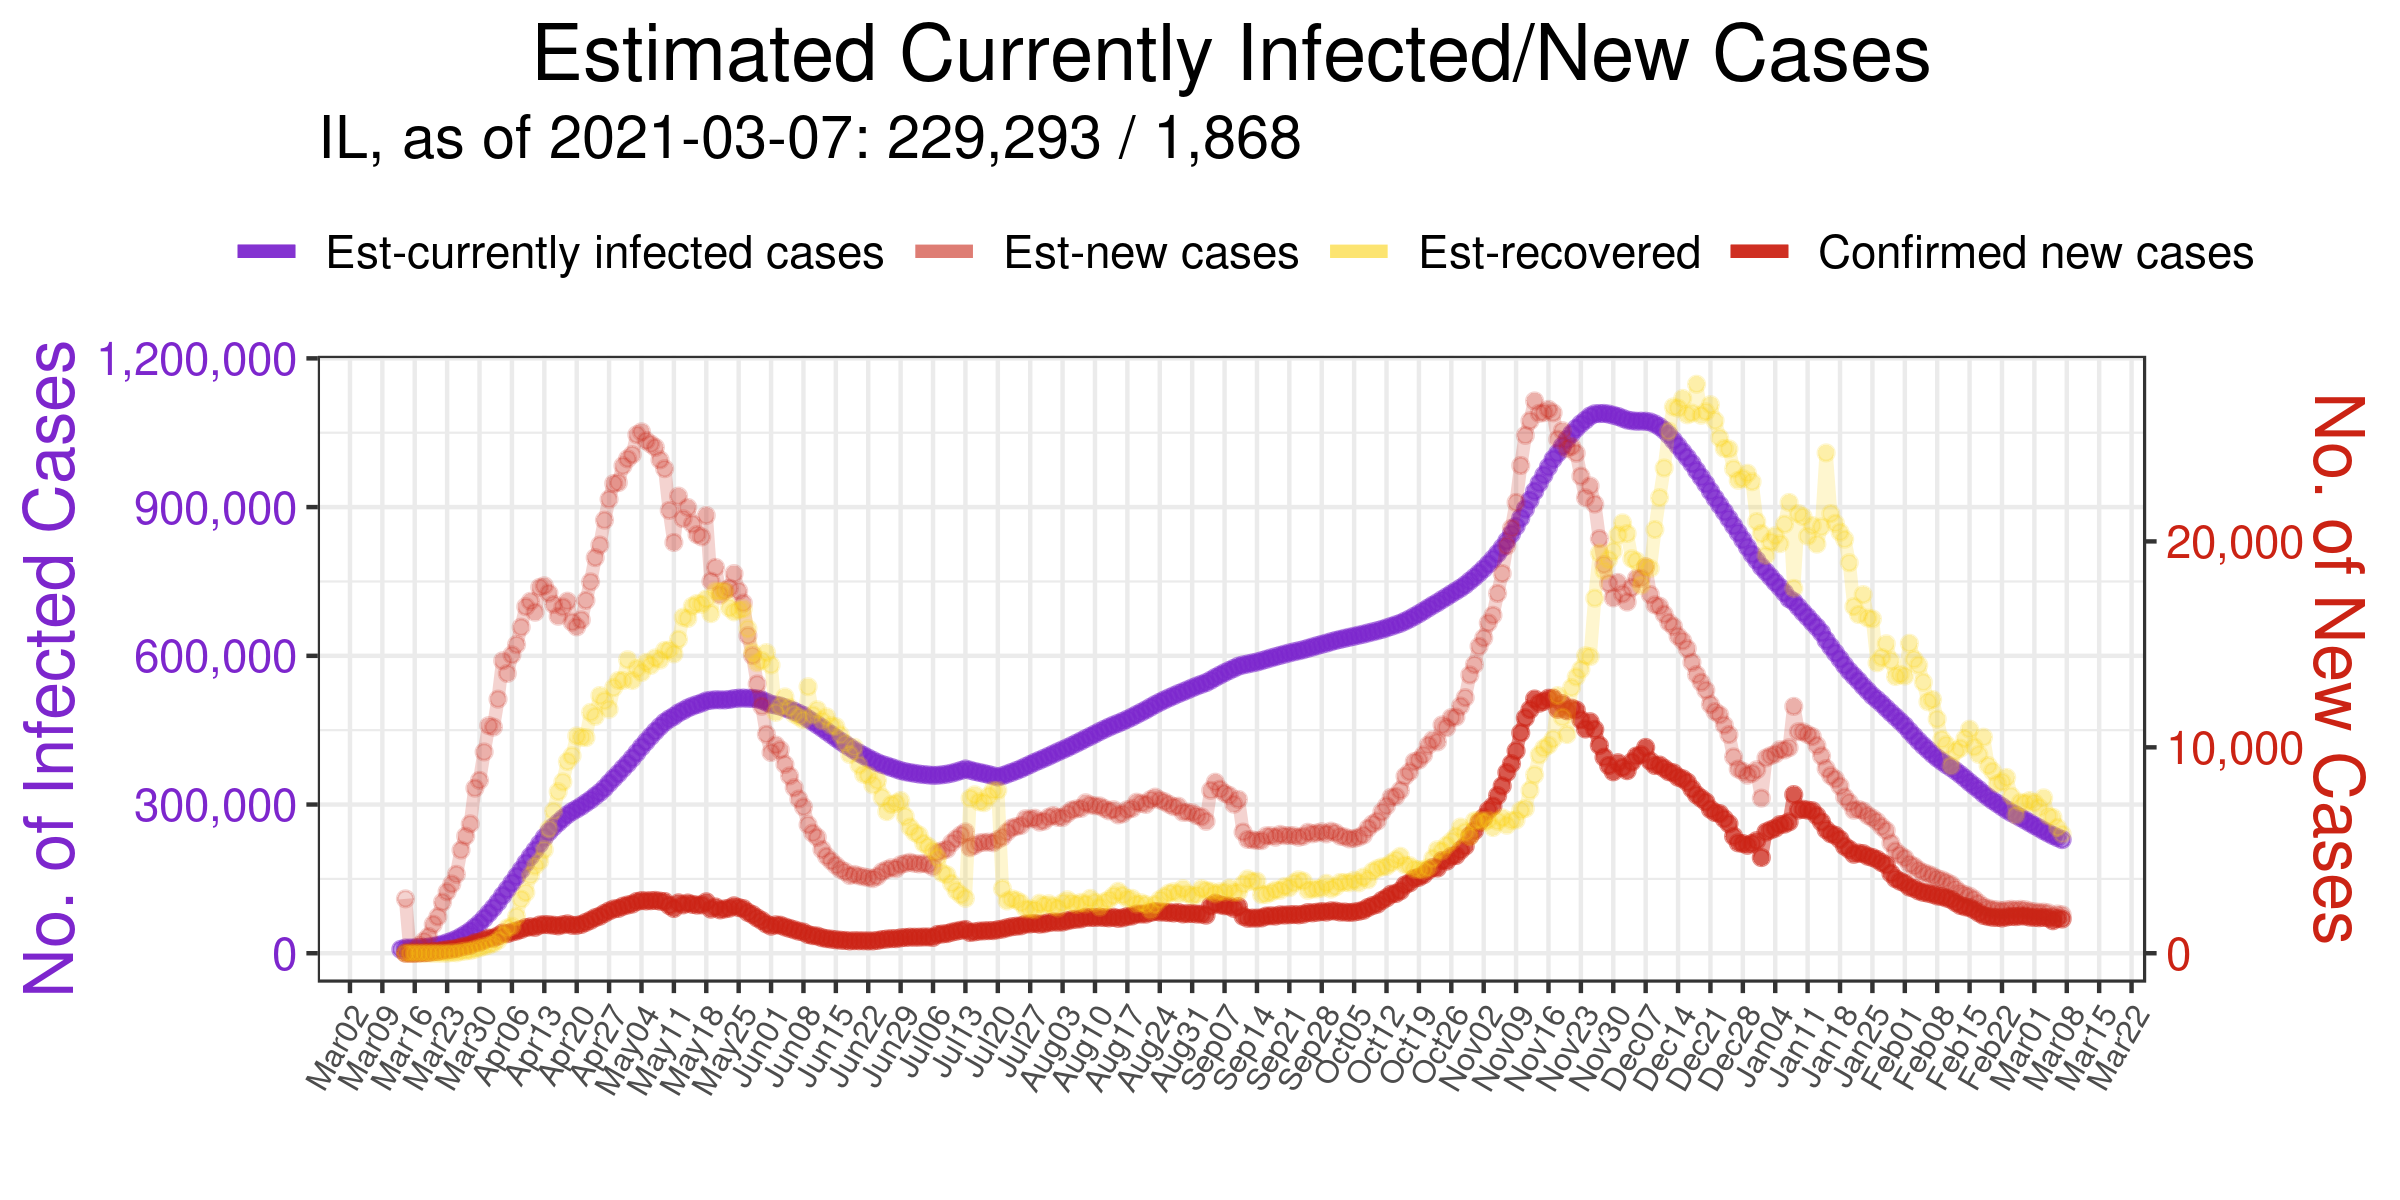 Estimated Currently Infected/New Cases
IL, as of 2021-03-07: 229,293 / 1,868
Est-currently infected cases Est-new cases Est-recovered Confirmed new cases
No. of Infected Cases
1,200,000
900,000
600,000
300,000
0
20,000
10,000
0
No. of New Cases
Mar02 Mar09 Mar16 Mar23 Mar30 Apr06 Apr13 Apr20 Apr27 May04 May11 May18 May25 Jun01 Jun08 Jun15 Jun22 Jun29 Jul06 Jul13 Jul20 Jul27 Aug03 Aug10 Aug17 Aug24 Aug31 Sep07 Sep14 Sep21 Sep28 Oct05 Oct12 Oct19 Oct26 Nov02 Nov09 Nov16 Nov23 Nov30 Dec07 Dec14 Dec21 Dec28 Jan04 Jan11 Jan18 Jan25 Feb01 Feb08 Feb15 Feb22 Mar01 Mar08 Mar15 Mar22